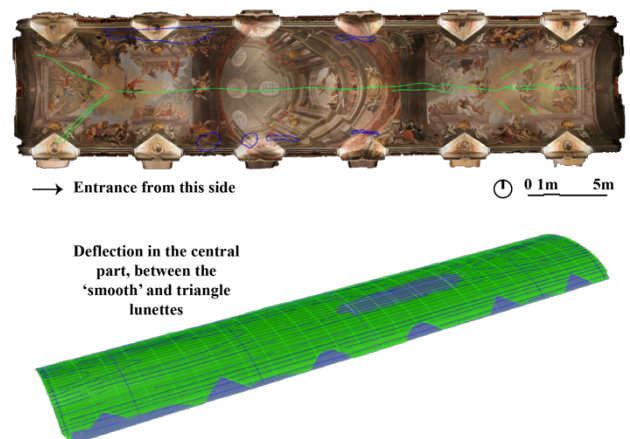 Entrance from this side
0 1m 5m
Deflection in the central
part, between the
'smooth' and triangle
lunettes